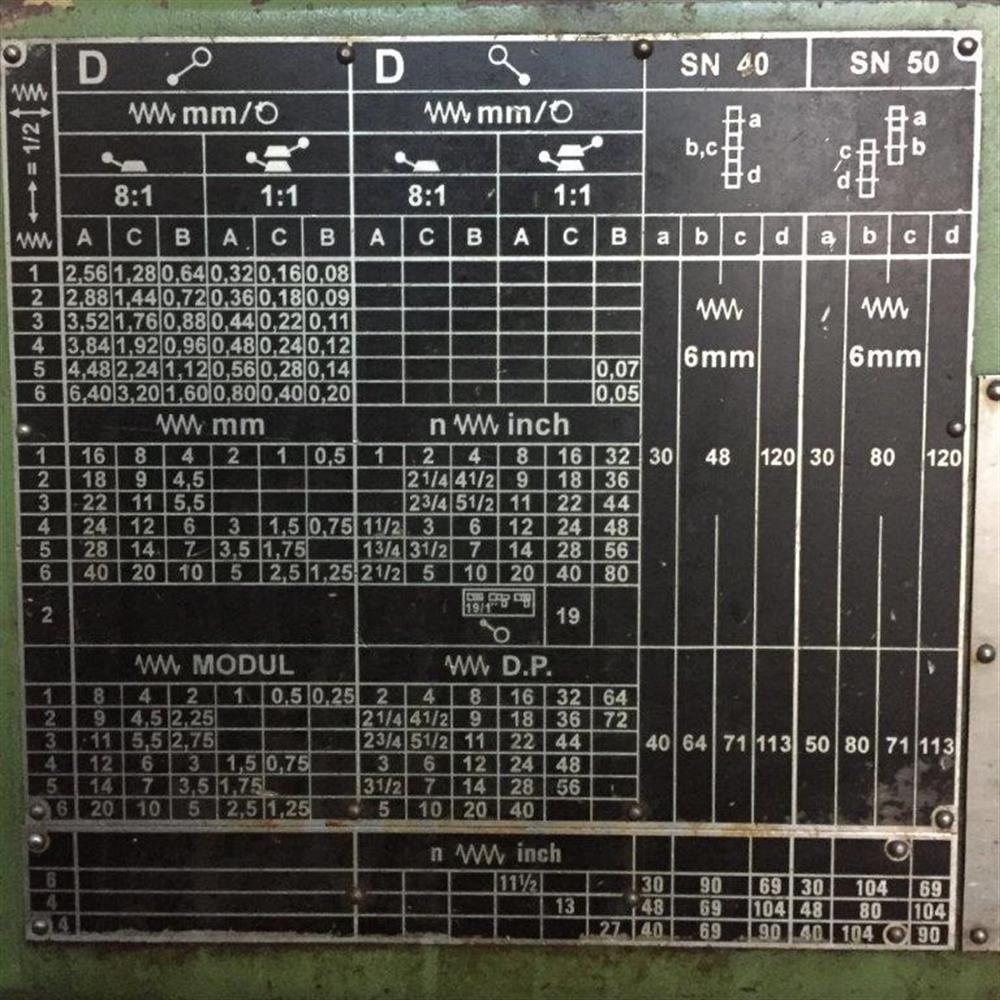 D D SN 40 SN 50
= 1/2
mm/ mm/
a a
b,c c b
d d
8:1 1:1 8:1 1:1
A C B A C B A C B A C B a b c d a b c d
1 2,56 1,28 0,64 0,32 0,16 0,08
2 2,88 1,44 0,72 0,36 0,18 0,09
3 3,52 1,76 0,88 0,44 0,22 0,11
4 3,84 1,92 0,96 0,48 0,24 0,12 6mm 6mm
5 4,48 2,24 1,12 0,56 0,28 0,14 0,07
6 6,40 3,20 1,60 0,80 0,40 0,20 0,05
mm n inch
1 16 8 4 2 1 0,5 1 2 4 8 16 32 30 48 120 30 80 120
2 18 9 4,5 2 1/4 4 1/2 9 18 36
3 22 11 5,5 2 3/4 5 1/2 11 22 44
4 24 12 6 3 1,5 0,75 1 1/2 3 6 12 24 48
5 28 14 7 3,5 1,75 1 3/4 3 1/2 7 14 28 56
6 40 20 10 5 2,5 1,25 2 1/2 5 10 20 40 80
2 19/1" 19
MODUL D.P.
1 8 4 2 1 0,5 0,25 2 4 8 16 32 64
2 9 4,5 2,25 2 1/4 4 1/2 9 18 36 72
3 11 5,5 2,75 2 3/4 5 1/2 11 22 44 40 64 71 113 50 80 71 113
4 12 6 3 1,5 0,75 3 6 12 24 48
5 14 7 3,5 1,75 3 1/2 7 14 28 56
6 20 10 5 2,5 1,25 5 10 20 40
n inch
6 11 1/2 30 90 69 30 104 69
4 13 48 69 104 48 80 104
4 27 40 69 90 40 104 90